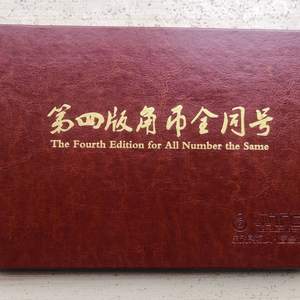 第四版角币全同号
The Fourth Edition for All Number the Same